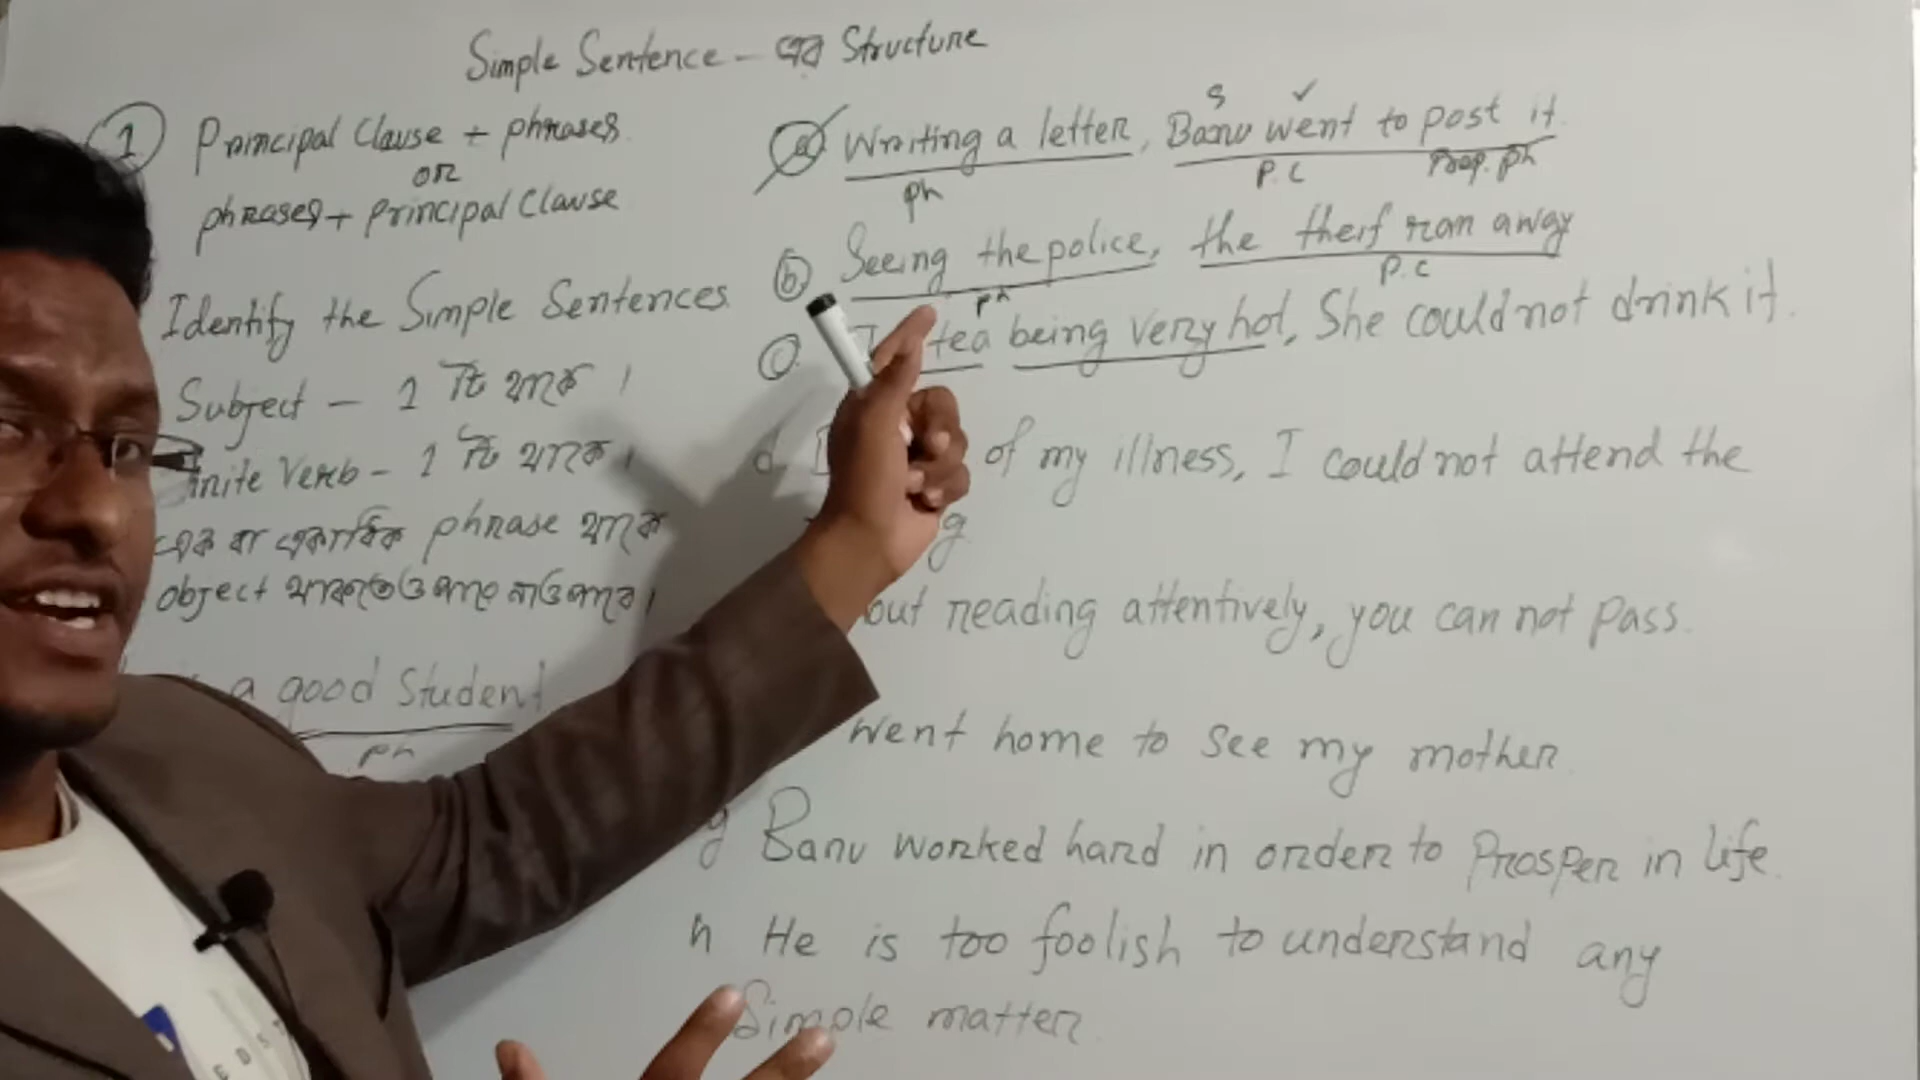 Simple Sentence - এর Structure
1 Principal Clause + phrases
OR
phrases + principal Clause
Identify the Simple Sentences
Subject - 1 টি থাকে।
inite Verb - 1 টি থাকে।
এক বা একাধিক phrase থাকে
object থাকতেও পারে নাও পারে।
a good Student
ph
a Writing a letter, Banu went to post it.
S ✓
ph P.C Prep. ph
b Seeing the police, the theif ran away
ph P.C
c tea being very hot, She could not drink it.
d of my illness, I could not attend the
g
out reading attentively, you can not pass.
went home to see my mother.
g Banu worked hard in order to Prosper in life.
h He is too foolish to understand any
Simple matter.